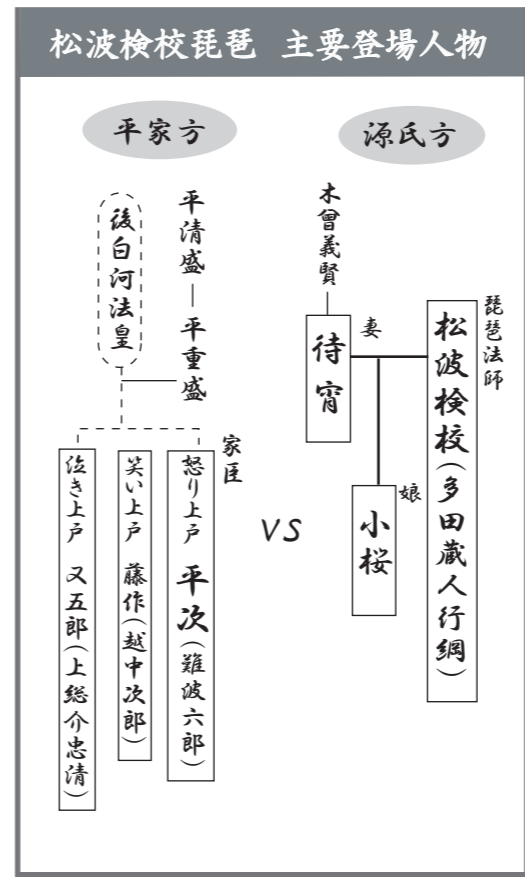 松波検校琵琶 主要登場人物
源氏方
琵琶法師
松波検校(多田蔵人行綱)
妻
待宵
木曽義賢
娘
小桜
VS
平家方
平清盛
平重盛
後白河法皇
家臣
怒り上戸 平次(難波六郎)
笑い上戸 藤作(越中次郎)
泣き上戸 又五郎(上総介忠清)